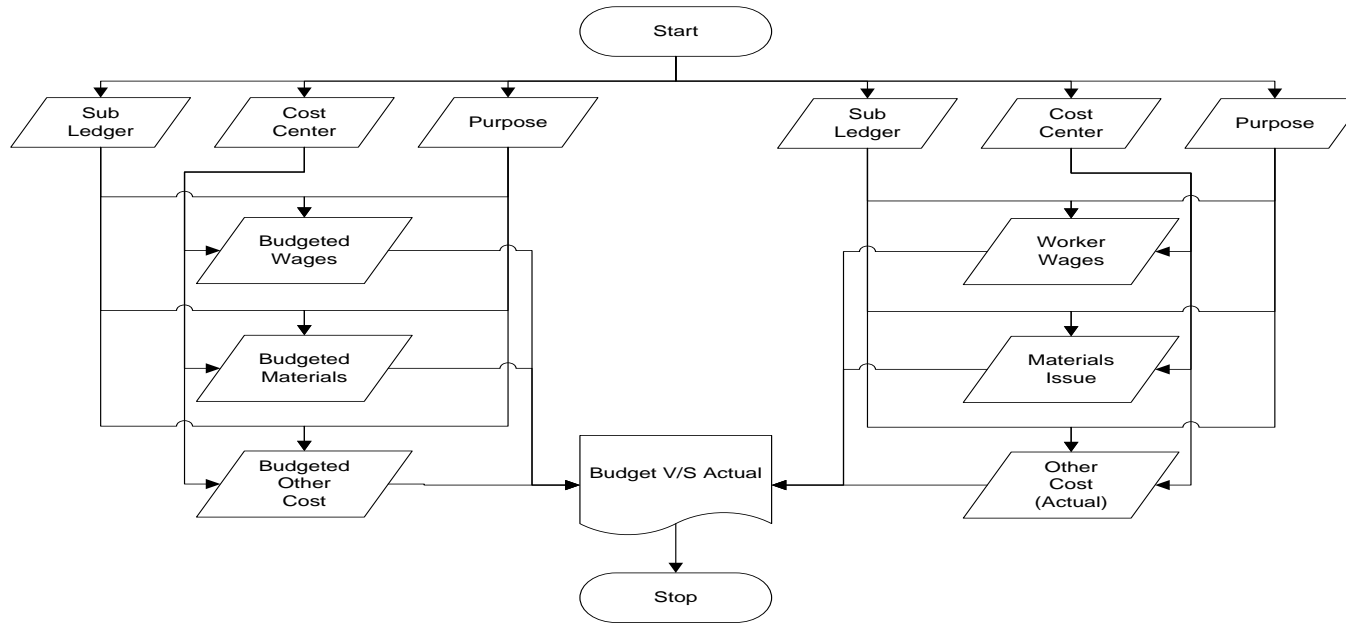 Start
Sub
Ledger
Cost
Center
Purpose
Sub
Ledger
Cost
Center
Purpose
Budgeted
Wages
Worker
Wages
Budgeted
Materials
Materials
Issue
Budgeted
Other
Cost
Budget V/S Actual
Other
Cost
(Actual)
Stop